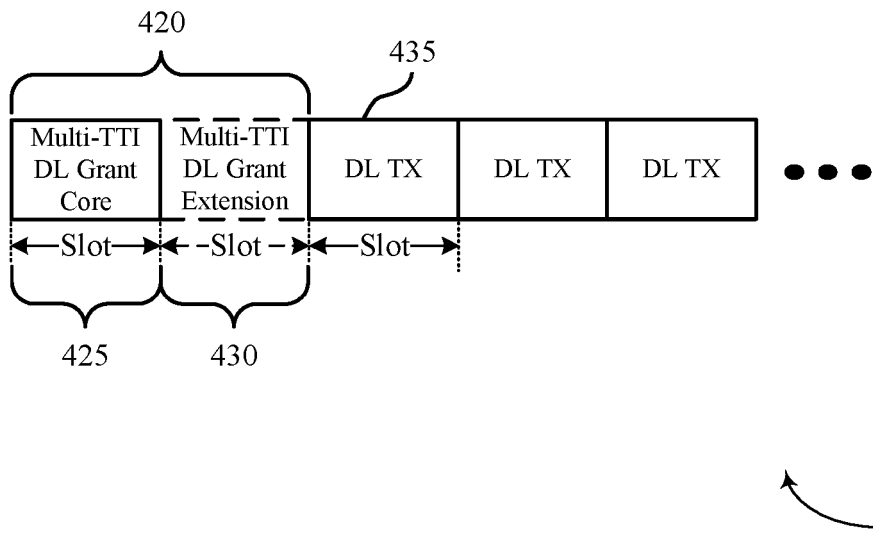 420
435
Multi-TTI
DL Grant
Core
Multi-TTI
DL Grant
Extension
DL TX
DL TX
DL TX
Slot
Slot
Slot
425
430